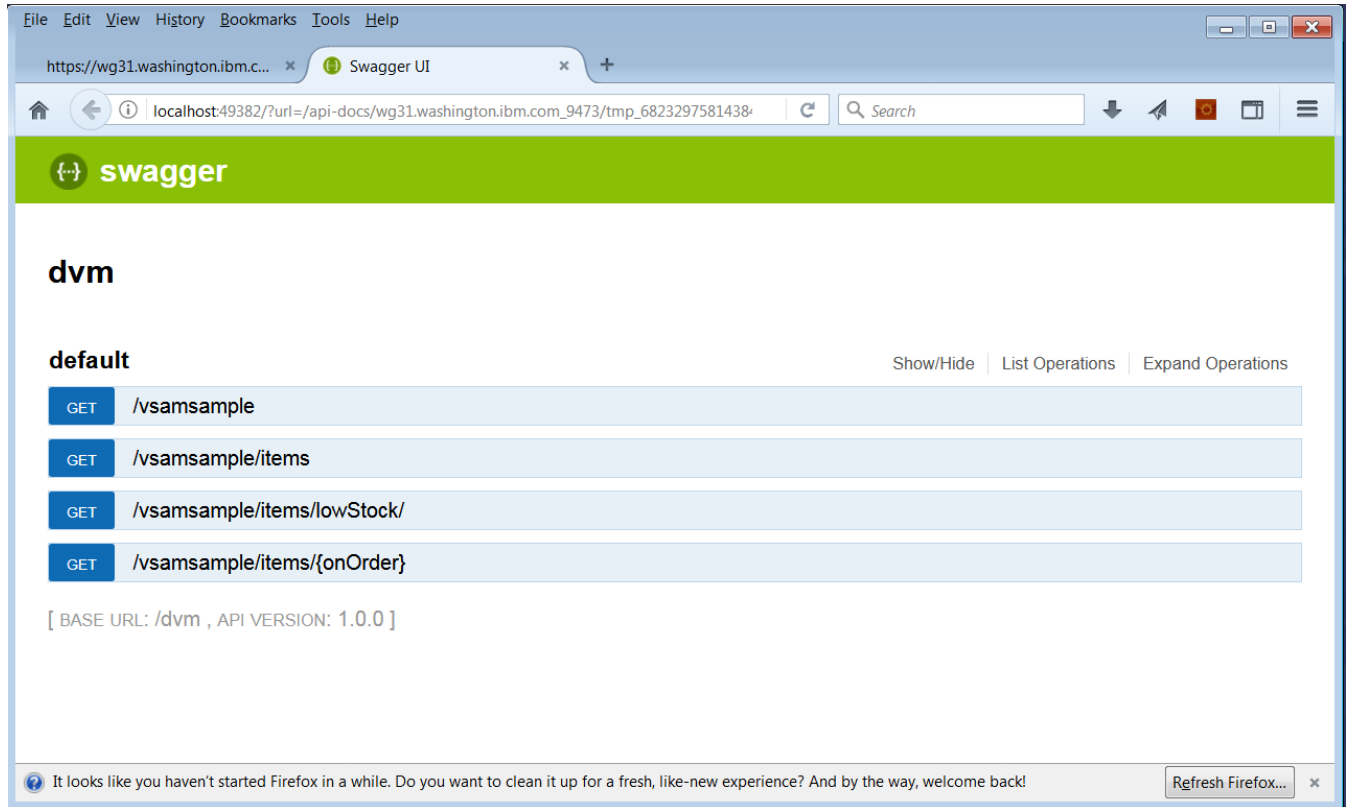 File Edit View History Bookmarks Tools Help
https://wg31.washington.ibm.c... × Swagger UI × +
localhost:49382/?url=/api-docs/wg31.washington.ibm.com_9473/tmp_6823297581438 Search
{··} swagger
dvm
default Show/Hide List Operations Expand Operations
GET /vsamsample
GET /vsamsample/items
GET /vsamsample/items/lowStock/
GET /vsamsample/items/{onOrder}
[ BASE URL: /dvm , API VERSION: 1.0.0 ]
It looks like you haven't started Firefox in a while. Do you want to clean it up for a fresh, like-new experience? And by the way, welcome back! Refresh Firefox... ×